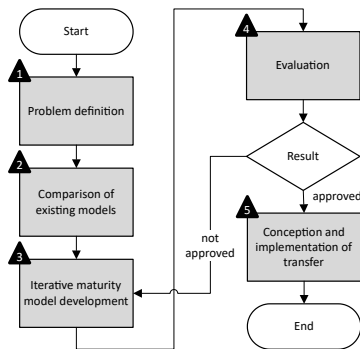 Start
1
Problem definition
2
Comparison of
existing models
3
Iterative maturity
model development
4
Evaluation
Result
approved
not
approved
5
Conception and
implementation of
transfer
End